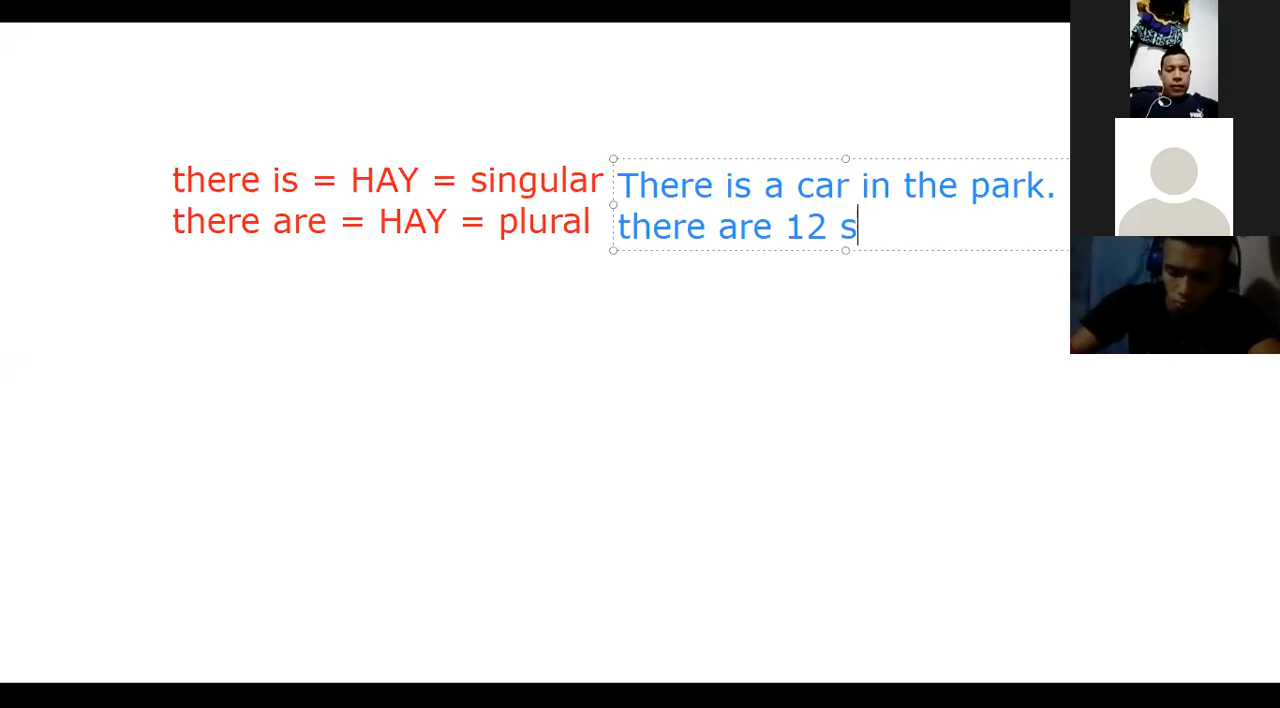 there is = HAY = singular
there are = HAY = plural
There is a car in the park.
there are 12 s